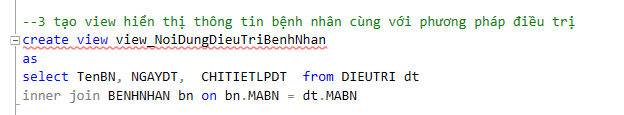 --3 tạo view hiển thị thông tin bệnh nhân cùng với phương pháp điều trị
create view view_NoiDungDieuTriBenhNhan
as
select TenBN, NGAYDT,  CHITIETLPDT  from DIEUTRI dt
inner join BENHNHAN bn on bn.MABN = dt.MABN